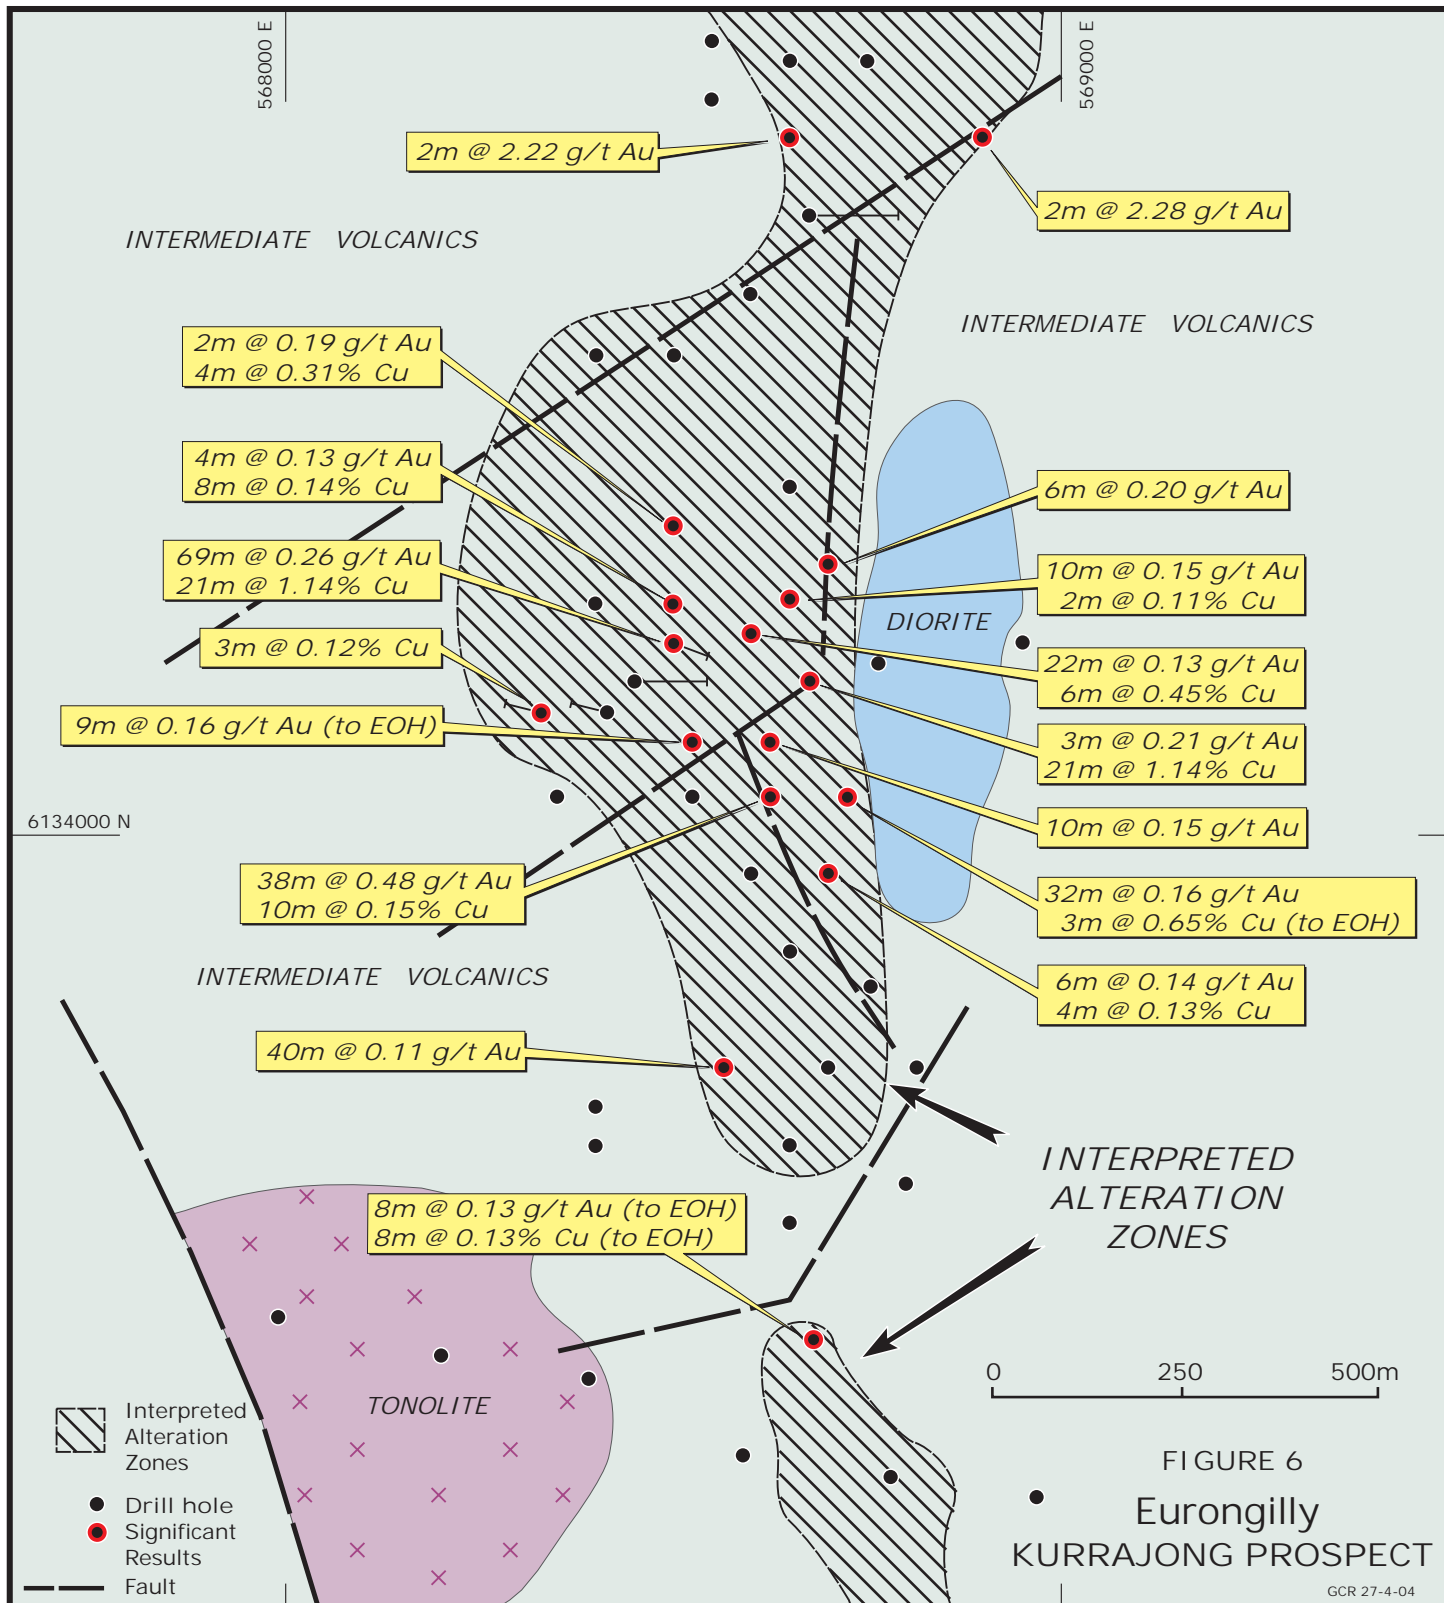 568000 E
569000 E
2m @ 2.22 g/t Au
2m @ 2.28 g/t Au
INTERMEDIATE VOLCANICS
INTERMEDIATE VOLCANICS
2m @ 0.19 g/t Au
4m @ 0.31% Cu
4m @ 0.13 g/t Au
8m @ 0.14% Cu
6m @ 0.20 g/t Au
69m @ 0.26 g/t Au
21m @ 1.14% Cu
10m @ 0.15 g/t Au
2m @ 0.11% Cu
DIORITE
3m @ 0.12% Cu
22m @ 0.13 g/t Au
6m @ 0.45% Cu
9m @ 0.16 g/t Au (to EOH)
3m @ 0.21 g/t Au
21m @ 1.14% Cu
6134000 N
10m @ 0.15 g/t Au
38m @ 0.48 g/t Au
10m @ 0.15% Cu
32m @ 0.16 g/t Au
3m @ 0.65% Cu (to EOH)
INTERMEDIATE VOLCANICS
6m @ 0.14 g/t Au
4m @ 0.13% Cu
40m @ 0.11 g/t Au
INTERPRETED
ALTERATION
ZONES
8m @ 0.13 g/t Au (to EOH)
8m @ 0.13% Cu (to EOH)
0 250 500m
TONOLITE
Interpreted
Alteration
Zones
Drill hole
Significant
Results
Fault
FIGURE 6
Eurongilly
KURRAJONG PROSPECT
GCR 27-4-04